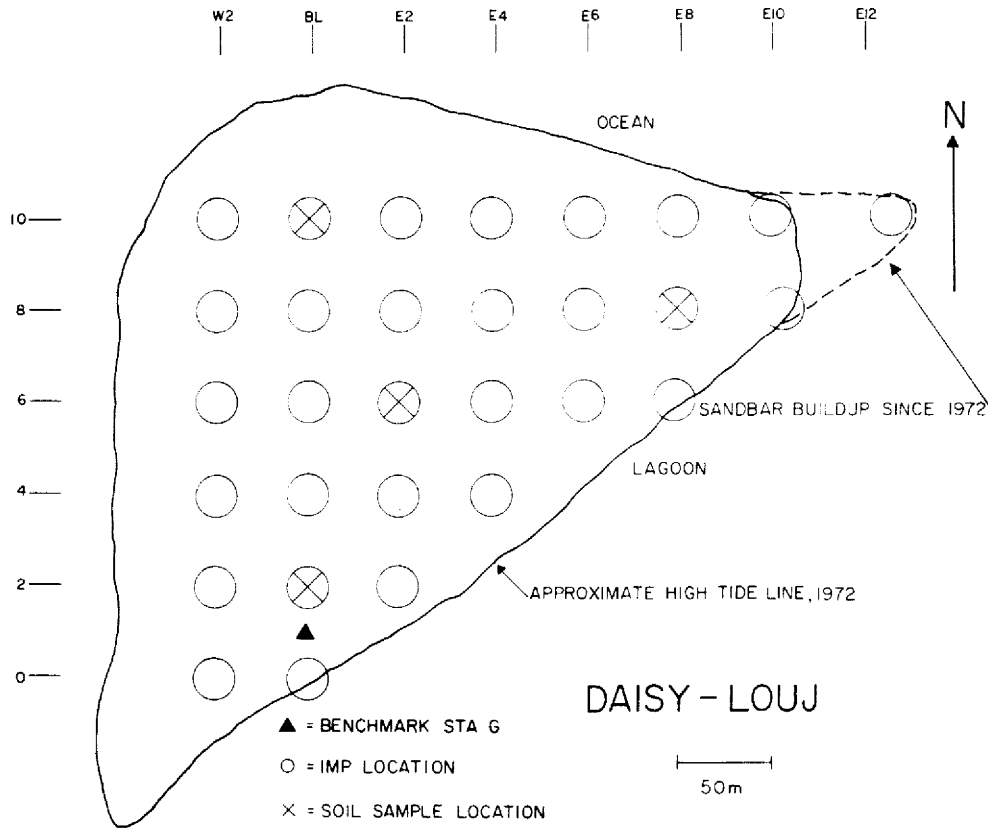 W2 BL E2 E4 E6 E8 E10 E12
OCEAN
N
10
8
6
SANDBAR BUILDUP SINCE 1972
LAGOON
4
2
APPROXIMATE HIGH TIDE LINE, 1972
0
DAISY - LOUJ
▲ = BENCHMARK STA G
○ = IMP LOCATION
50m
× = SOIL SAMPLE LOCATION